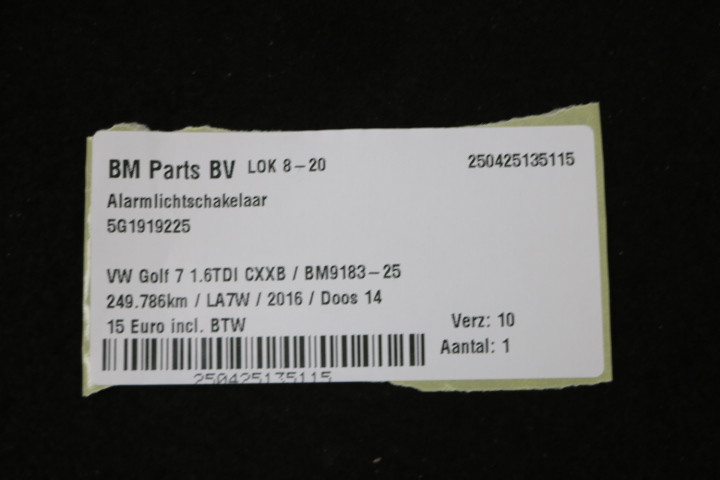 BM Parts BV LOK 8-20 250425135115
Alarmlichtschakelaar
5G1919225
VW Golf 7 1.6TDI CXXB / BM9183-25
249.786km / LA7W / 2016 / Doos 14
15 Euro incl. BTW Verz: 10
Aantal: 1
250425135115